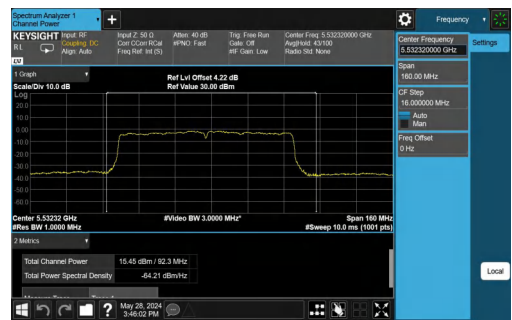 Spectrum Analyzer 1
Channel Power
Frequency
KEYSIGHT
Input: RF
Input Z: 50 Ω
Atten: 40 dB
Trig: Free Run
Center Freq: 5.532320000 GHz
RL
Coupling: DC
Corr CCorr RCal
#PNO: Fast
Gate: Off
Avg|Hold: 43/100
Align: Auto
Freq Ref: Int (S)
#IF Gain: Low
Radio Std: None
Center Frequency
5.532320000 GHz
Settings
Span
160.00 MHz
CF Step
16.000000 MHz
Auto
Man
Freq Offset
0 Hz
1 Graph
Ref Lvl Offset 4.22 dB
Scale/Div 10.0 dB
Ref Value 30.00 dBm
Log
20.0
10.0
0.00
-10.0
-20.0
-30.0
-40.0
-50.0
-60.0
Center 5.53232 GHz
#Video BW 3.0000 MHz*
Span 160 MHz
#Res BW 1.0000 MHz
#Sweep 10.0 ms (1001 pts)
2 Metrics
Total Channel Power
15.45 dBm / 92.3 MHz
Total Power Spectral Density
-64.21 dBm/Hz
Local
May 28, 2024
3:46:02 PM